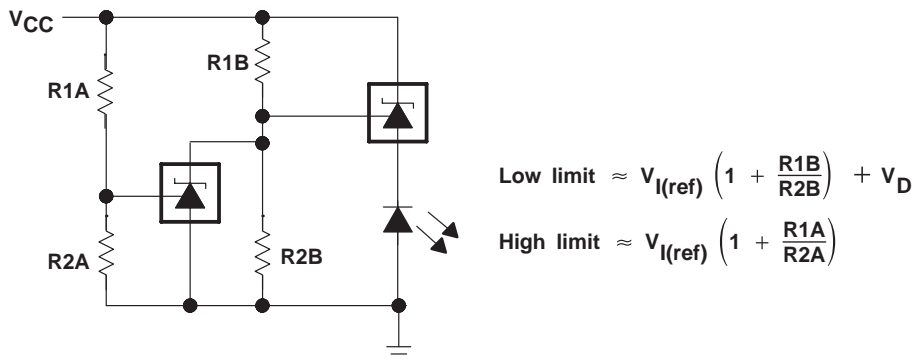 VCC
R1B
R1A
R2A
R2B
Low limit ≈ VI(ref) (1 + R1B/R2B) + VD
High limit ≈ VI(ref) (1 + R1A/R2A)